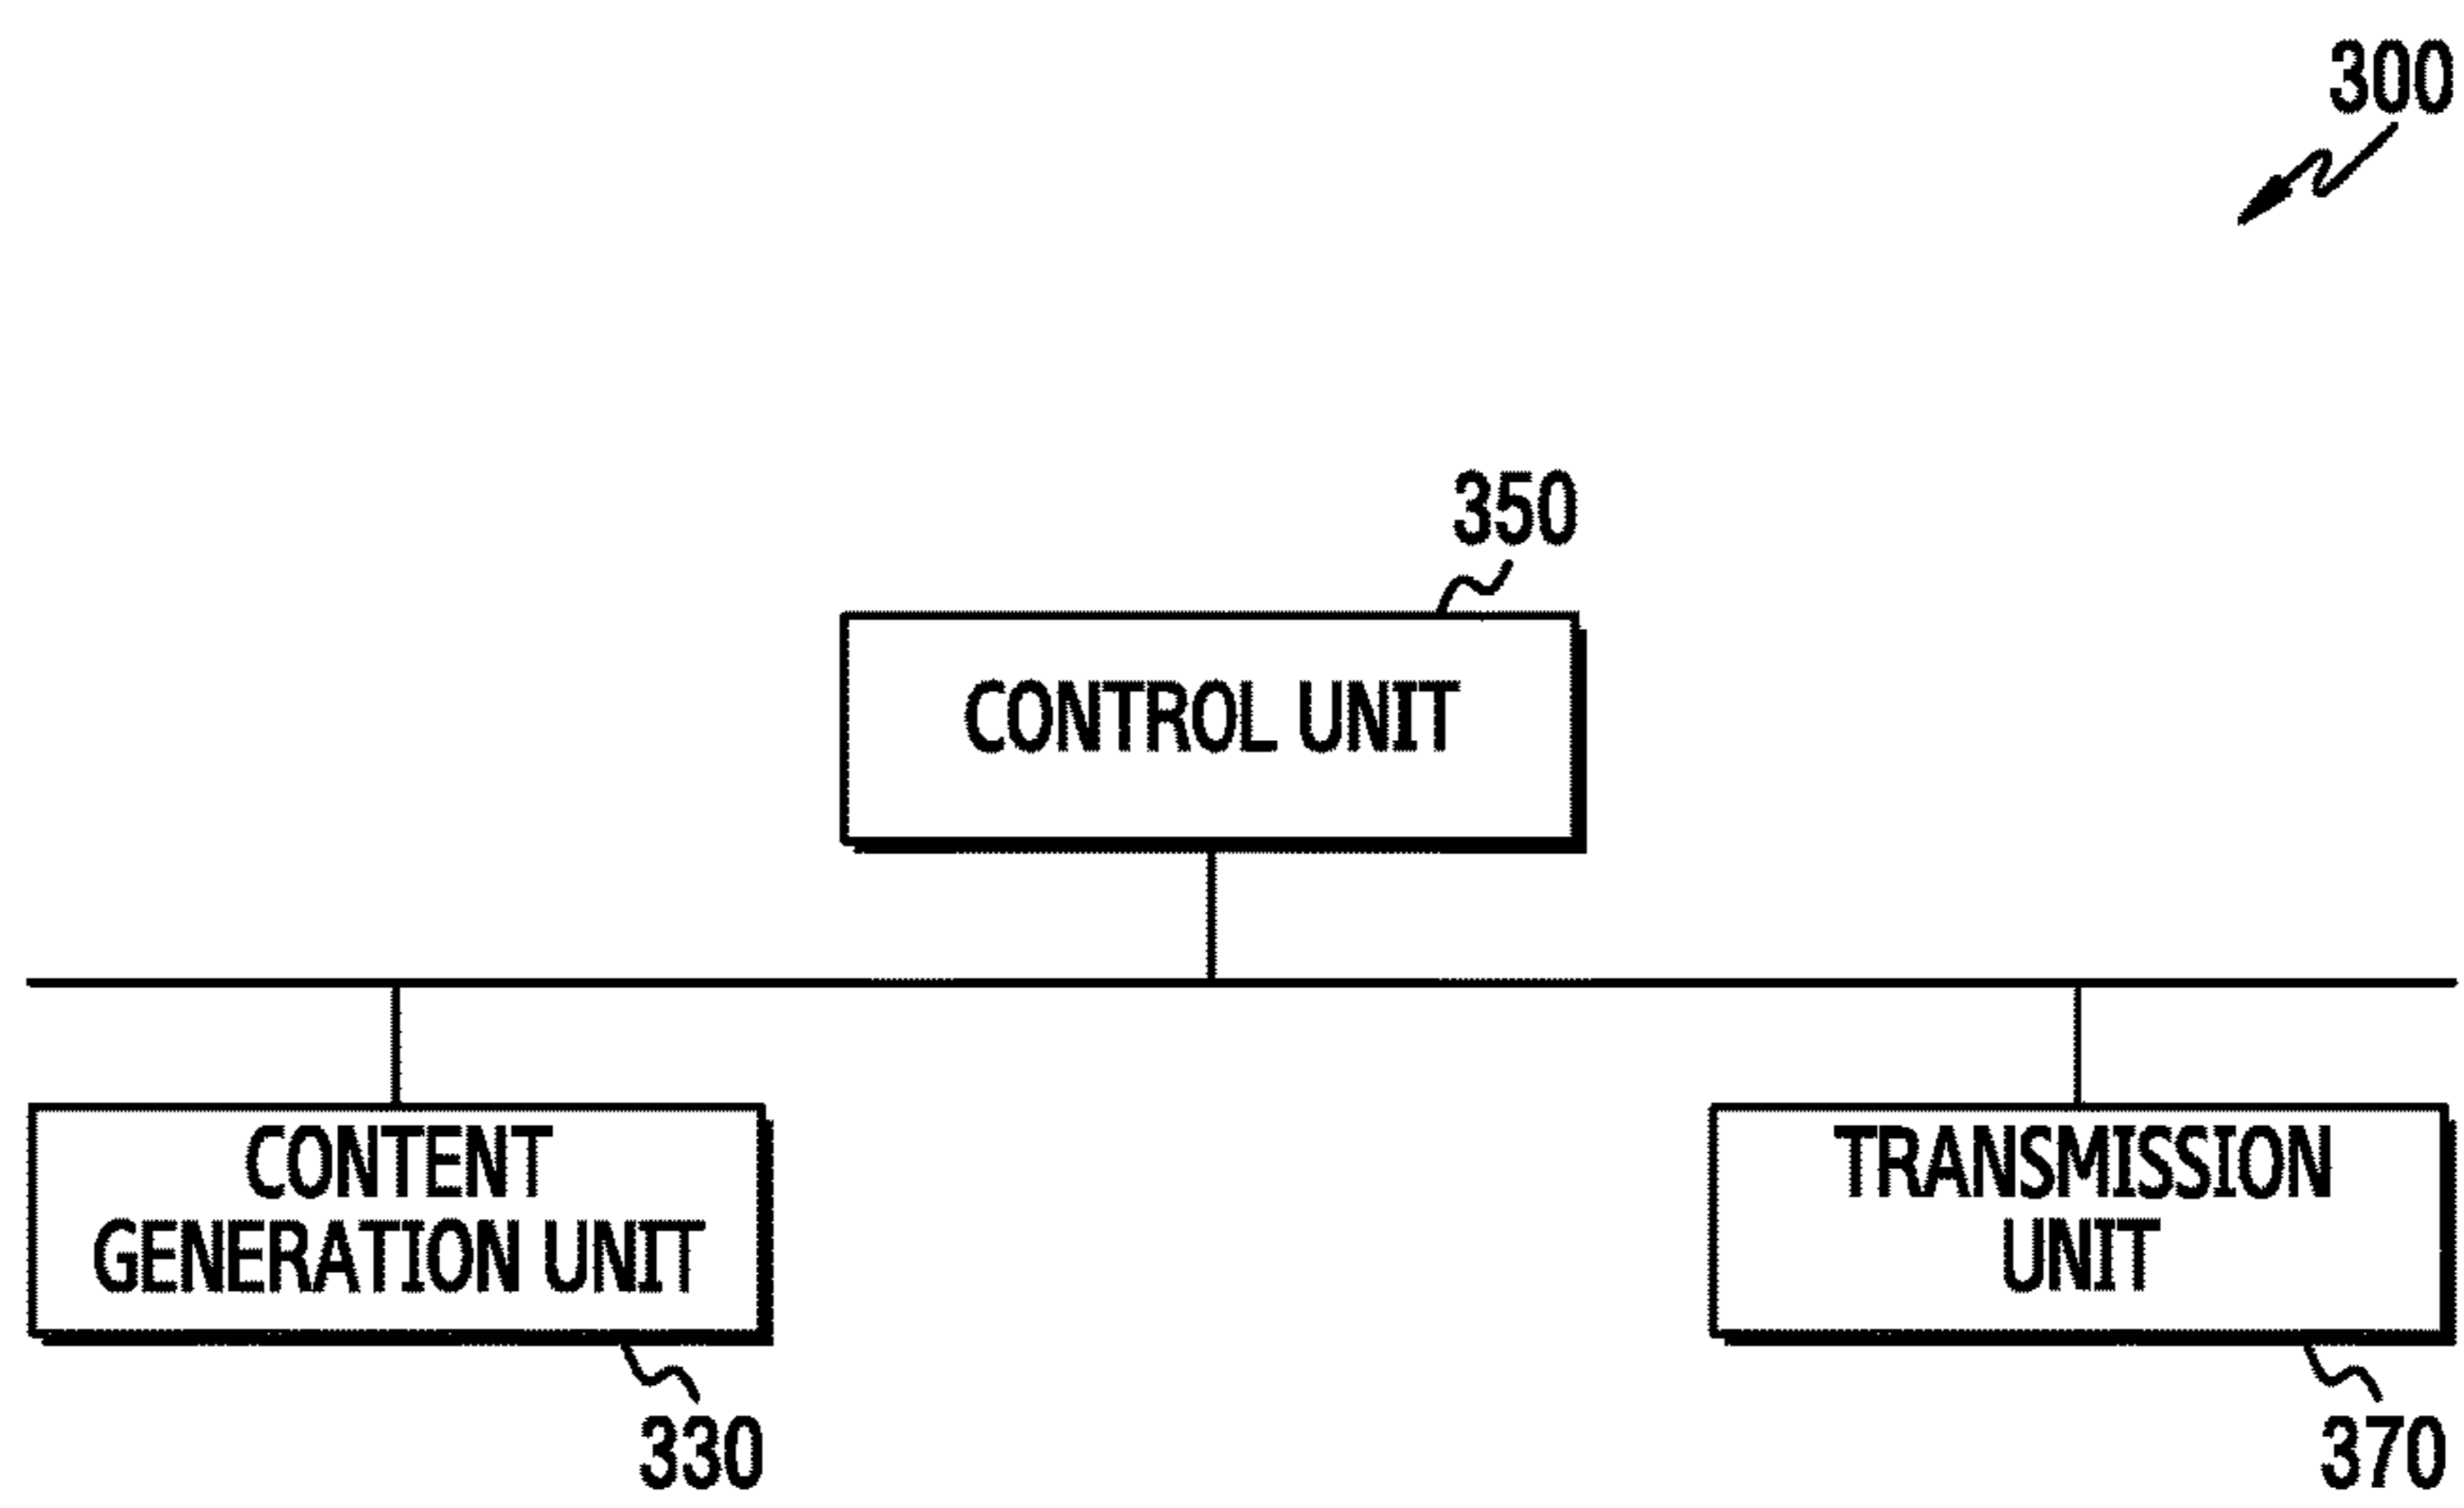 300
350
CONTROL UNIT
CONTENT
GENERATION UNIT
TRANSMISSION
UNIT
330
370